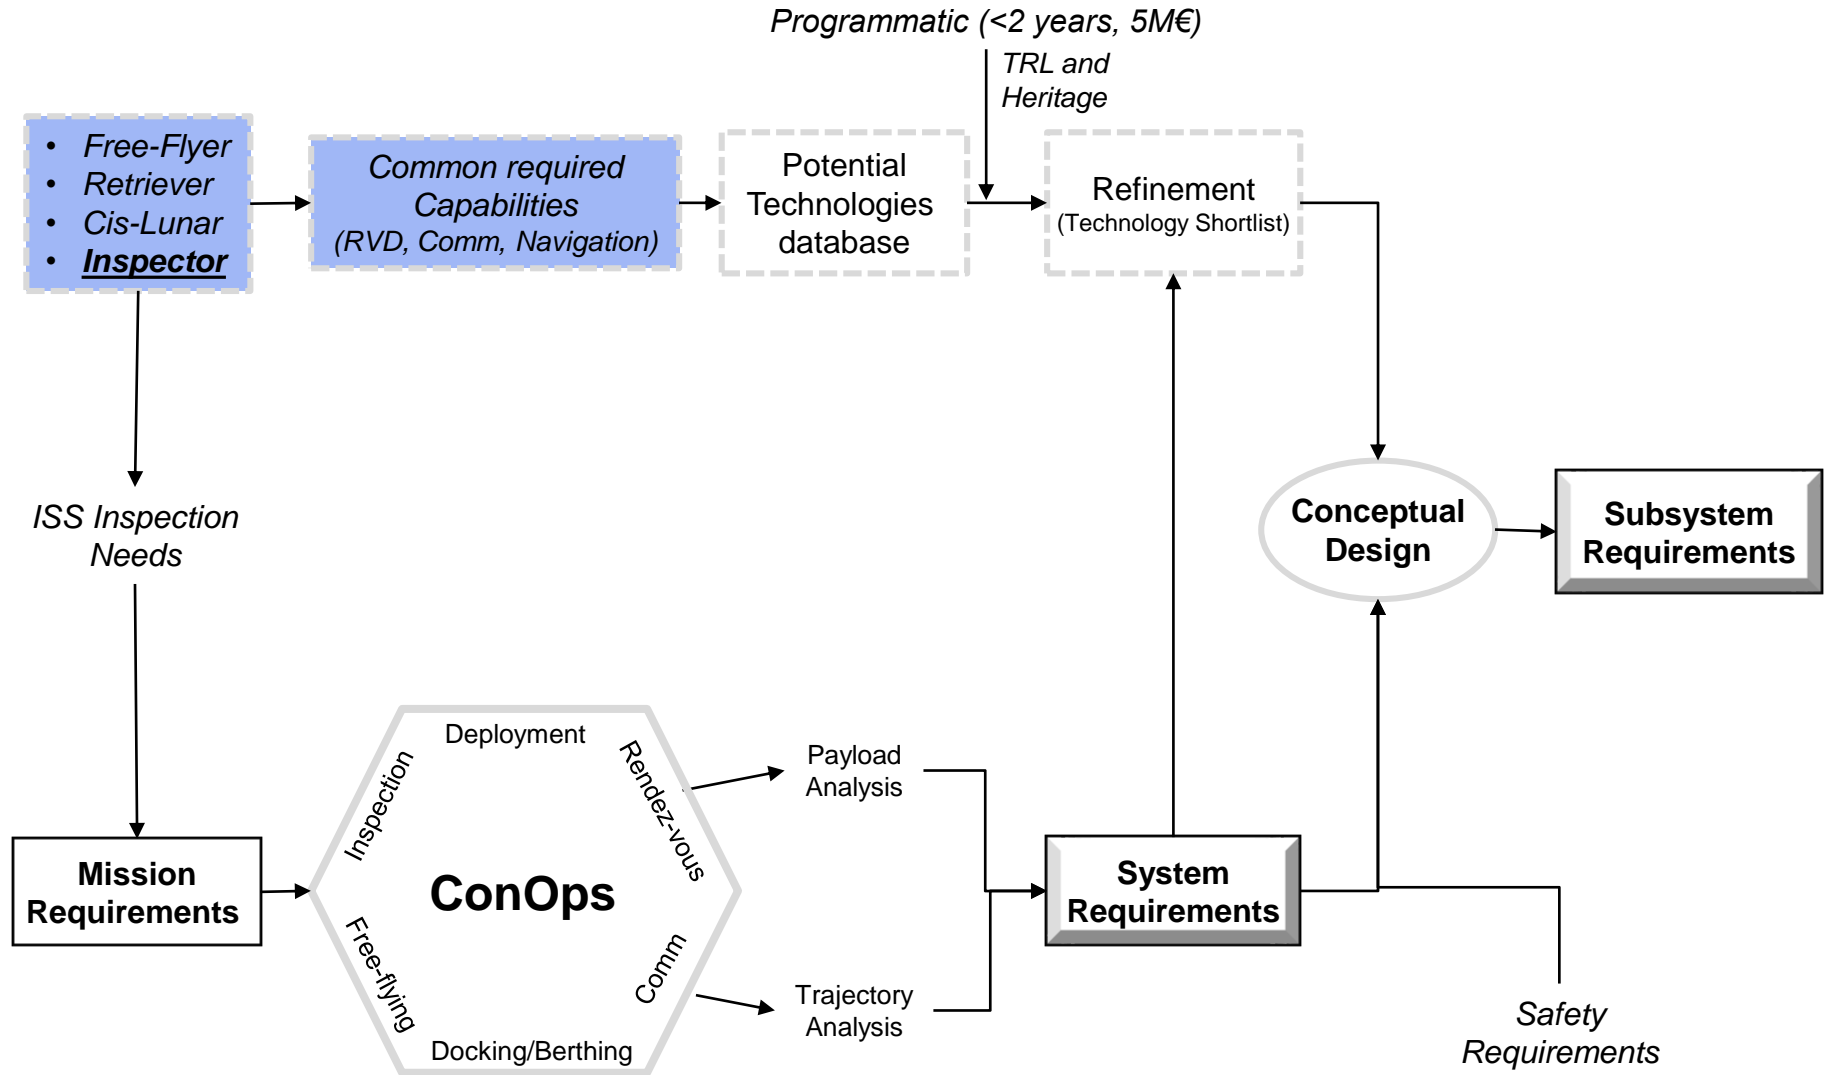 Programmatic (<2 years, 5M€)
TRL and
Heritage
• Free-Flyer
• Retriever
• Cis-Lunar
• Inspector
Common required
Capabilities
(RVD, Comm, Navigation)
Potential
Technologies
database
Refinement
(Technology Shortlist)
ISS Inspection
Needs
Conceptual
Design
Subsystem
Requirements
Mission
Requirements
Deployment
Inspection
Rendez-vous
ConOps
Free-flying
Comm
Docking/Berthing
Payload
Analysis
Trajectory
Analysis
System
Requirements
Safety
Requirements